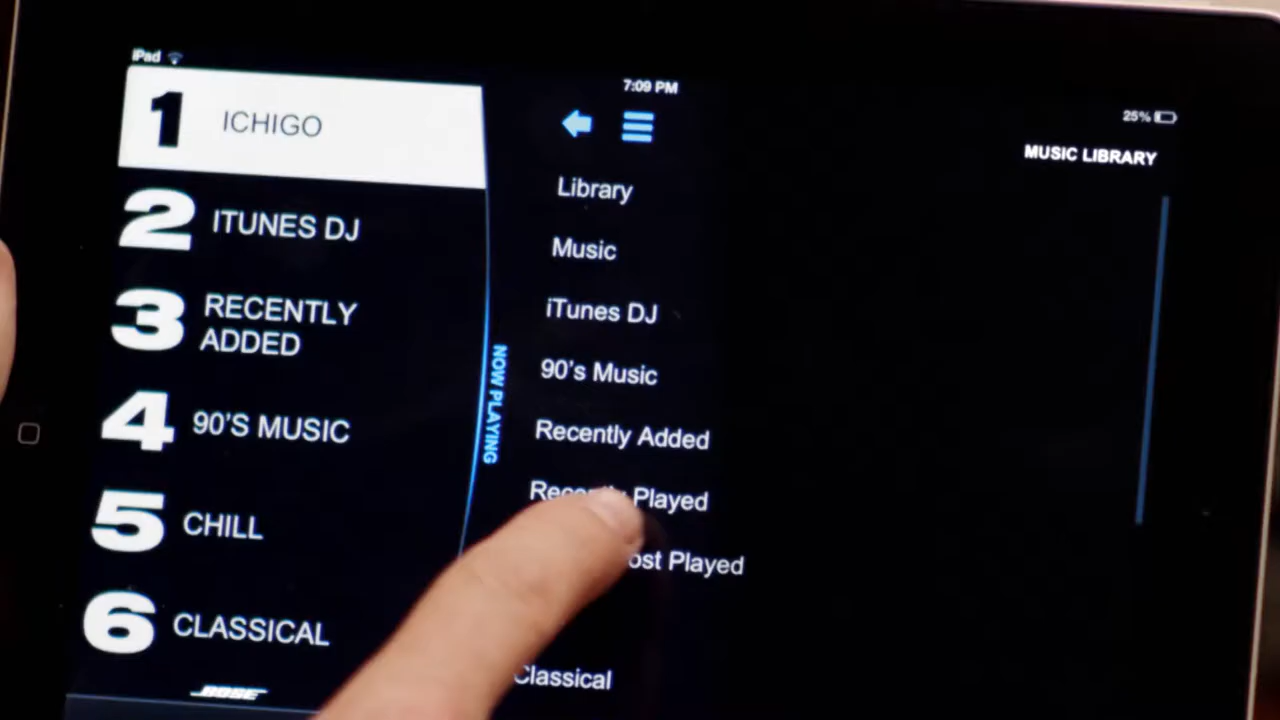 iPad
7:09 PM
25%
1 ICHIGO
2 ITUNES DJ
3 RECENTLY
ADDED
4 90'S MUSIC
5 CHILL
6 CLASSICAL
BOSE
NOW PLAYING
MUSIC LIBRARY
Library
Music
iTunes DJ
90's Music
Recently Added
Recently Played
ost Played
Classical